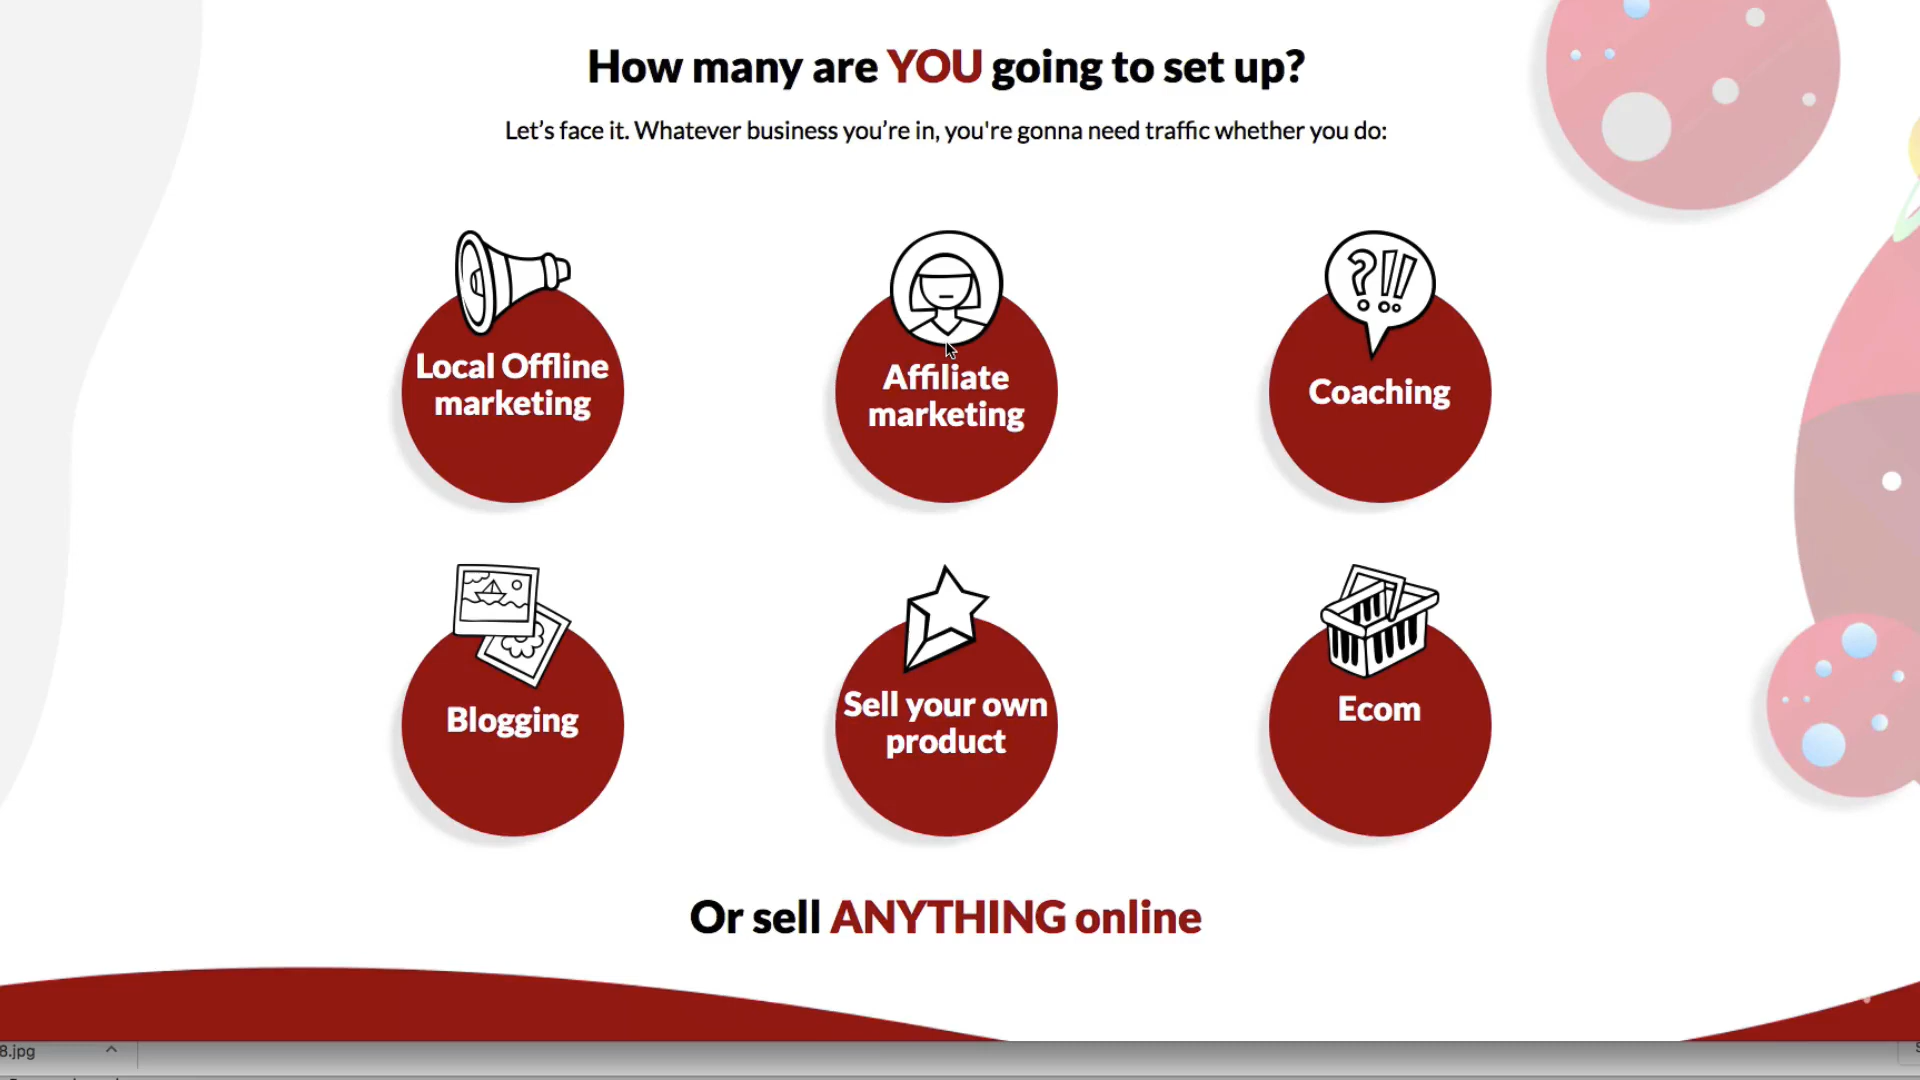 How many are YOU going to set up?
Let’s face it. Whatever business you’re in, you're gonna need traffic whether you do:
?!!
Local Offline
marketing
Affiliate
marketing
Coaching
Blogging
Sell your own
product
Ecom
Or sell ANYTHING online
8.jpg